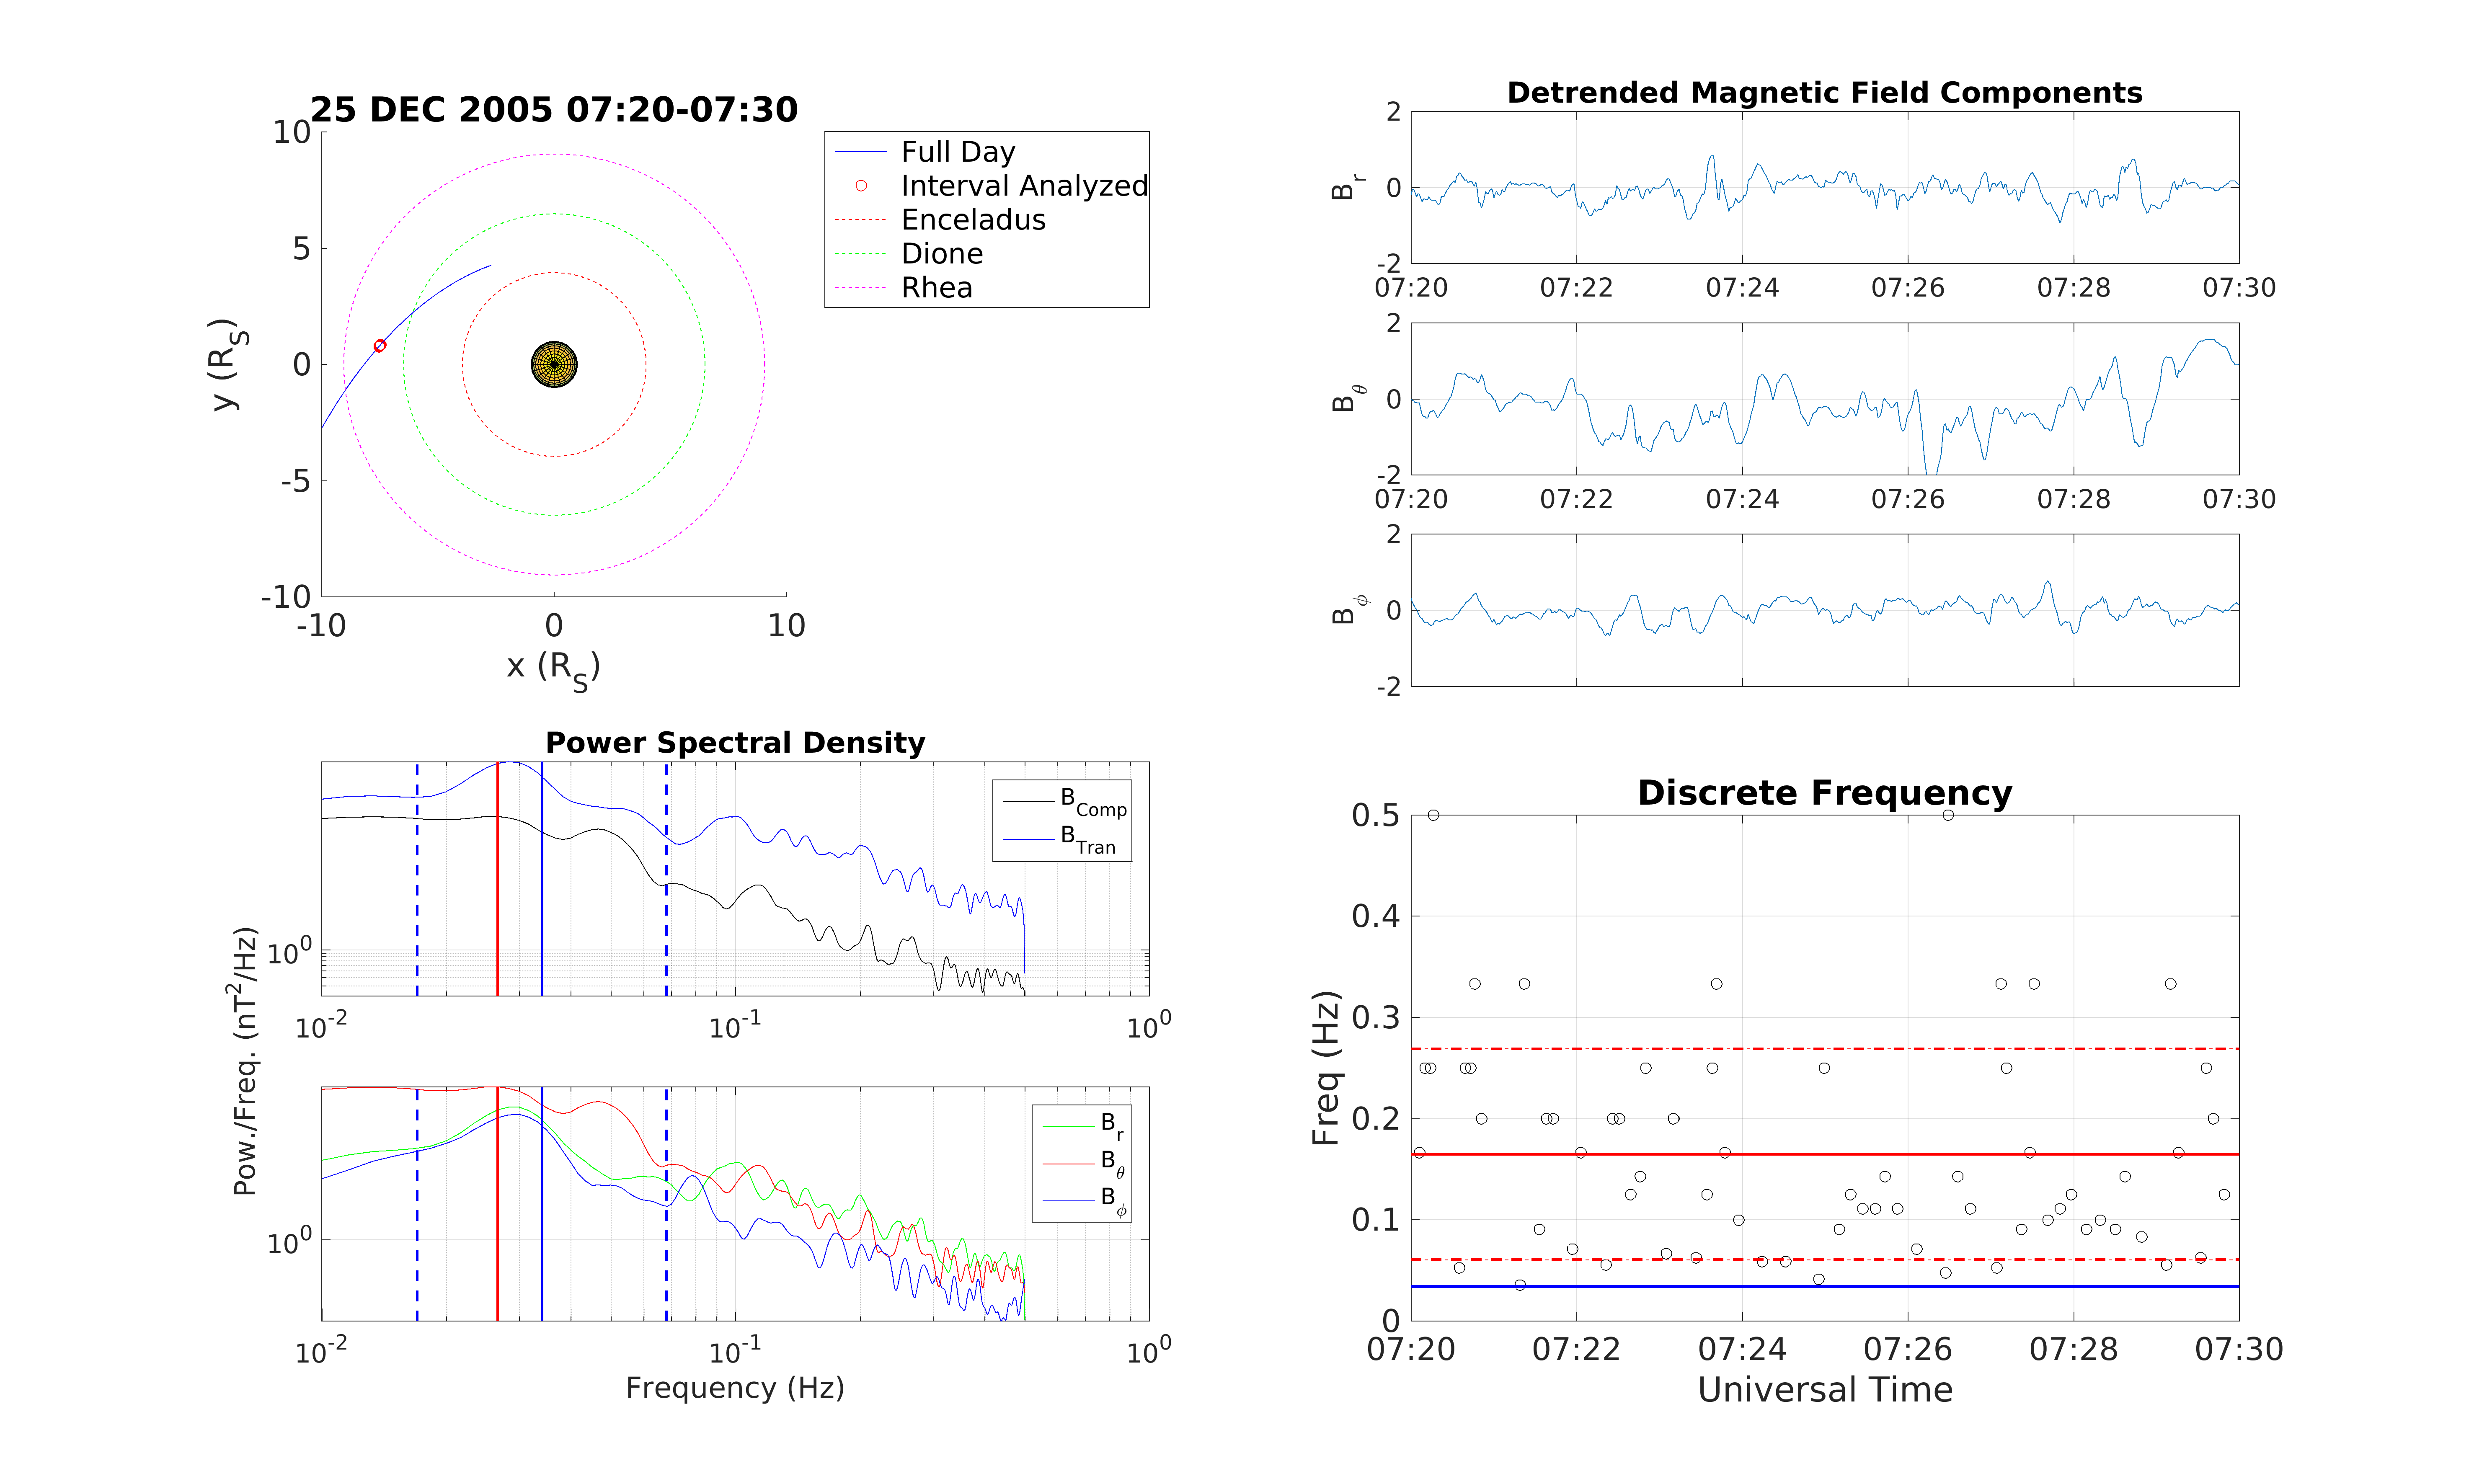 25 DEC 2005 07:20-07:30
10
5
0
-5
-10
-10 0 10
y (R_S)
x (R_S)
Full Day
Interval Analyzed
Enceladus
Dione
Rhea
Detrended Magnetic Field Components
2
0
-2
B_r
07:20 07:22 07:24 07:26 07:28 07:30
2
0
-2
B_θ
07:20 07:22 07:24 07:26 07:28 07:30
2
0
-2
B_ϕ
Power Spectral Density
10^0
B_Comp
B_Tran
10^-2 10^-1 10^0
Pow./Freq. (nT^2/Hz)
10^0
B_r
B_θ
B_ϕ
10^-2 10^-1 10^0
Frequency (Hz)
Discrete Frequency
0.5
0.4
0.3
0.2
0.1
0
Freq (Hz)
07:20 07:22 07:24 07:26 07:28 07:30
Universal Time